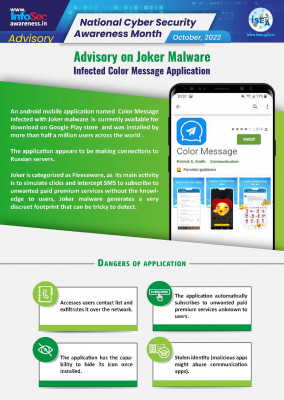 www.
InfoSec
awareness.in
Advisory
National Cyber Security
Awareness Month
October, 2022
ISEA
www.isea.gov.in
Advisory on Joker Malware
Infected Color Message Application
An android mobile application named Color Message
infected with Joker malware is currently available for
download on Google Play store and was installed by
more than half a million users across the world .
The application appears to be making connections to
Russian servers.
Joker is categorized as Fleeceware, as its main activity
is to simulate clicks and intercept SMS to subscribe to
unwanted paid premium services without the knowl-
edge to users, Joker malware generates a very
discreet footprint that can be tricky to detect.
Install
Color Message
Patrick S. Smith Communication
Parental guidance
DANGERS OF APPLICATION
Accesses users contact list and
exfiltrates it over the network.
SUBSCRIBE
The application automatically
subscribes to unwanted paid
premium services unknown to
users.
The application has the capa-
bility to hide its icon once
installed.
Stolen identity (malicious apps
might abuse communication
apps).